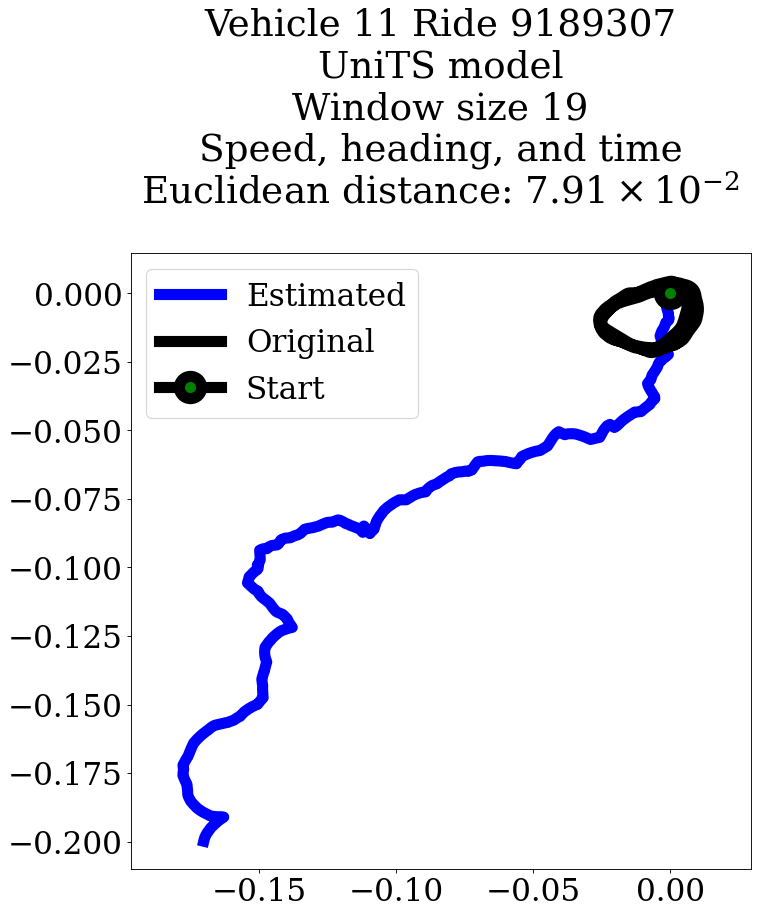 Vehicle 11 Ride 9189307
UniTS model
Window size 19
Speed, heading, and time
Euclidean distance: 7.91 × 10⁻²
Estimated
Original
Start
0.000
−0.025
−0.050
−0.075
−0.100
−0.125
−0.150
−0.175
−0.200
−0.15 −0.10 −0.05 0.00